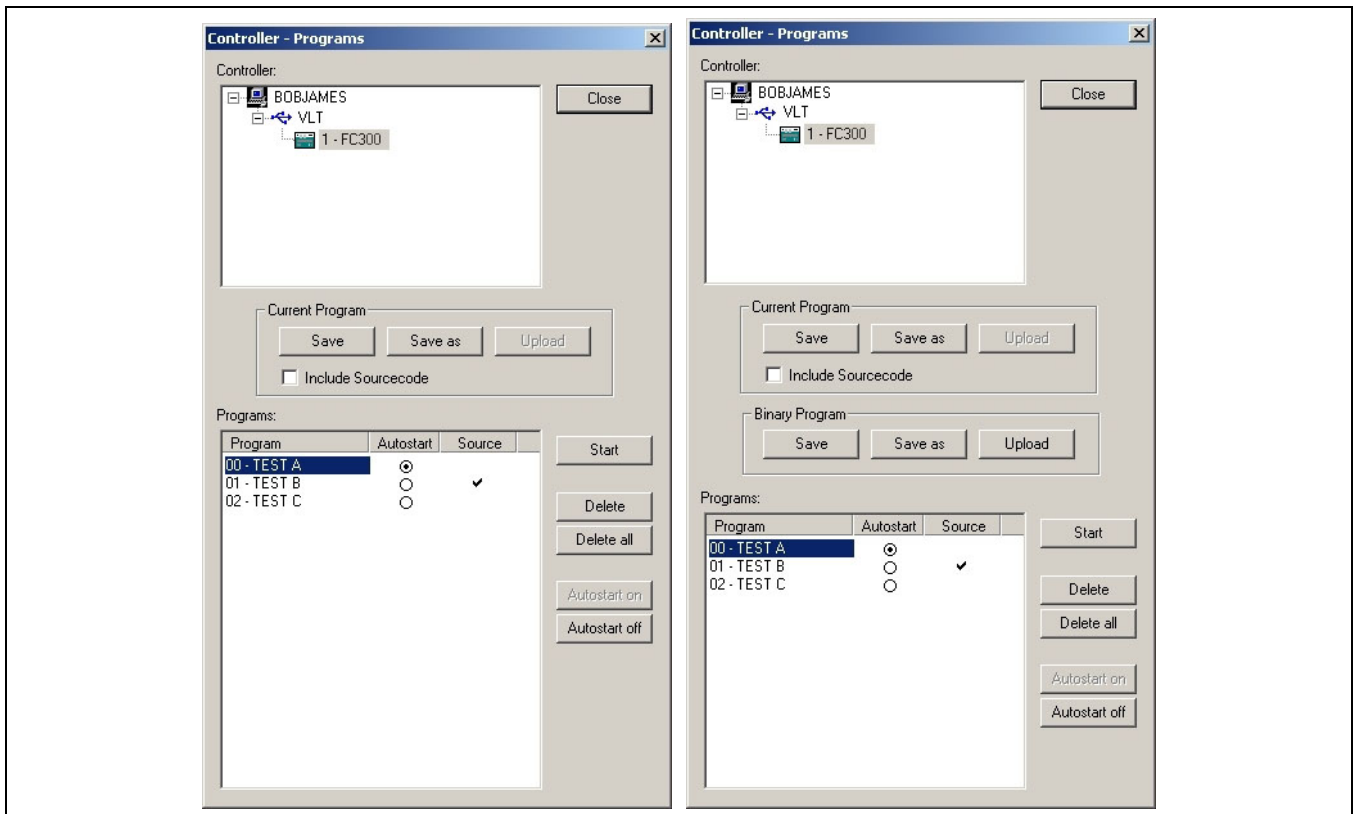 Controller - Programs
Controller:
BOBJAMES
VLT
1 - FC300
Close
Current Program
Save
Save as
Upload
Include Sourcecode
Programs:
Program Autostart Source
00 - TEST A
01 - TEST B
02 - TEST C
Start
Delete
Delete all
Autostart on
Autostart off
Controller - Programs
Controller:
BOBJAMES
VLT
1 - FC300
Close
Current Program
Save
Save as
Upload
Include Sourcecode
Binary Program
Save
Save as
Upload
Programs:
Program Autostart Source
00 - TEST A
01 - TEST B
02 - TEST C
Start
Delete
Delete all
Autostart on
Autostart off